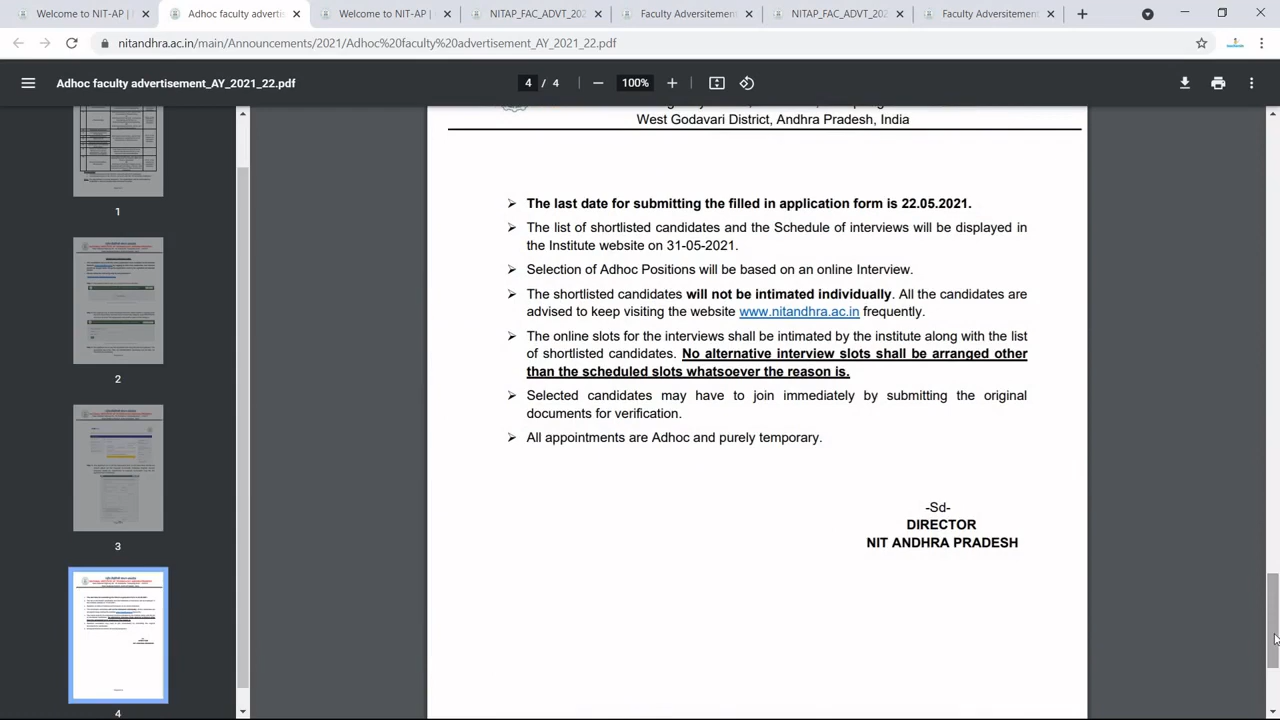 Welcome to NIT-AP |
Adhoc faculty adverti
Welcome to NIT-AP |
NITAP_FAC_ADVT_202
Faculty Adversitemen
NITAP_FAC_ADVT_202
Faculty Adversitemen
nitandhra.ac.in/main/Announcements/2021/Adhoc%20faculty%20advertisement_AY_2021_22.pdf
Adhoc faculty advertisement_AY_2021_22.pdf
4 / 4
100%
1
2
3
4
West Godavari District, Andhra Pradesh, India
The last date for submitting the filled in application form is 22.05.2021.
The list of shortlisted candidates and the Schedule of interviews will be displayed in
the Institute website on 31-05-2021.
Selection of Adhoc Positions will be based on an online Interview.
The shortlisted candidates will not be intimated individually. All the candidates are
advised to keep visiting the website www.nitandhra.ac.in frequently.
The online slots for the interviews shall be intimated by the institute along with the list
of shortlisted candidates. No alternative interview slots shall be arranged other
than the scheduled slots whatsoever the reason is.
Selected candidates may have to join immediately by submitting the original
documents for verification.
All appointments are Adhoc and purely temporary.
-Sd-
DIRECTOR
NIT ANDHRA PRADESH